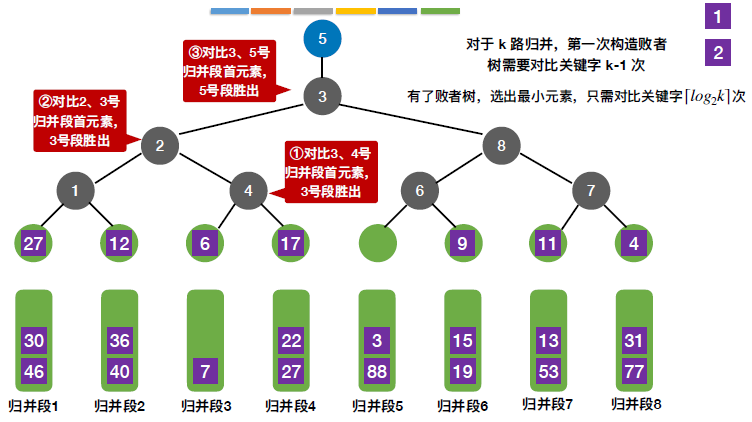 1
2
对于 k 路归并，第一次构造败者
树需要对比关键字 k-1 次
有了败者树，选出最小元素，只需对比关键字⌈log₂k⌉次
③对比3、5号
归并段首元素，
5号段胜出
②对比2、3号
归并段首元素，
3号段胜出
①对比3、4号
归并段首元素，
3号段胜出
5
3
2
8
1
4
6
7
27
12
6
17
9
11
4
30
36
22
3
15
13
31
46
40
7
27
88
19
53
77
归并段1
归并段2
归并段3
归并段4
归并段5
归并段6
归并段7
归并段8